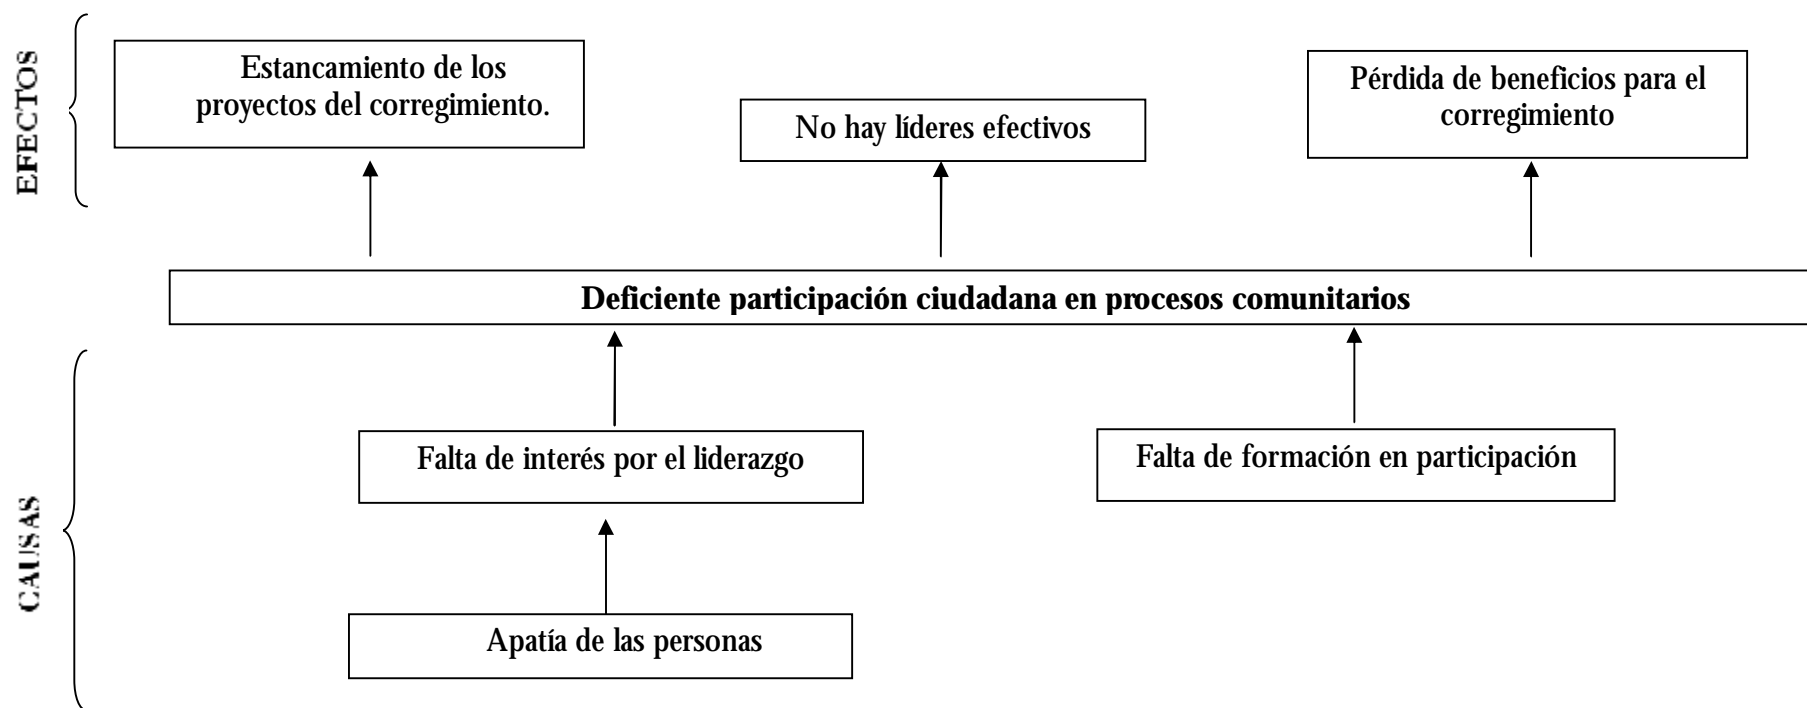 EFECTOS
Estancamiento de los
proyectos del corregimiento.
No hay líderes efectivos
Pérdida de beneficios para el
corregimiento
Deficiente participación ciudadana en procesos comunitarios
CAUSAS
Falta de interés por el liderazgo
Falta de formación en participación
Apatía de las personas